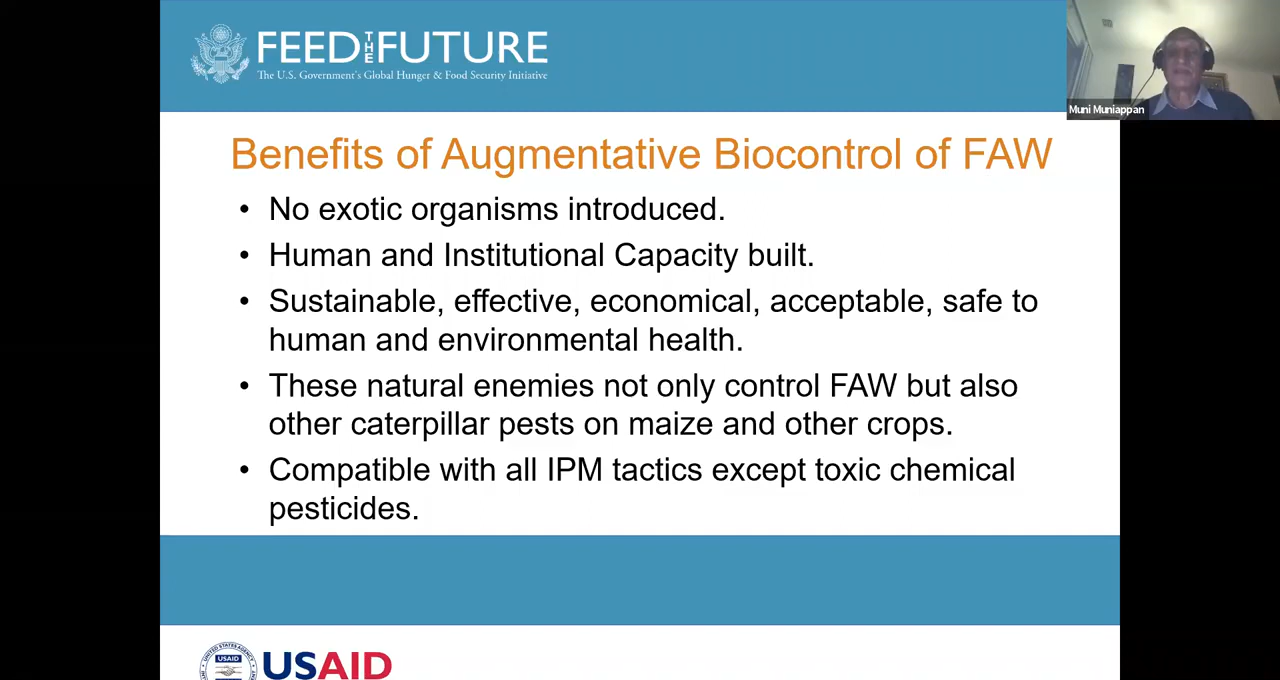 FEED THE FUTURE
The U.S. Government's Global Hunger & Food Security Initiative
Muni Muniappan
Benefits of Augmentative Biocontrol of FAW
• No exotic organisms introduced.
• Human and Institutional Capacity built.
• Sustainable, effective, economical, acceptable, safe to
human and environmental health.
• These natural enemies not only control FAW but also
other caterpillar pests on maize and other crops.
• Compatible with all IPM tactics except toxic chemical
pesticides.
USAID
USAID